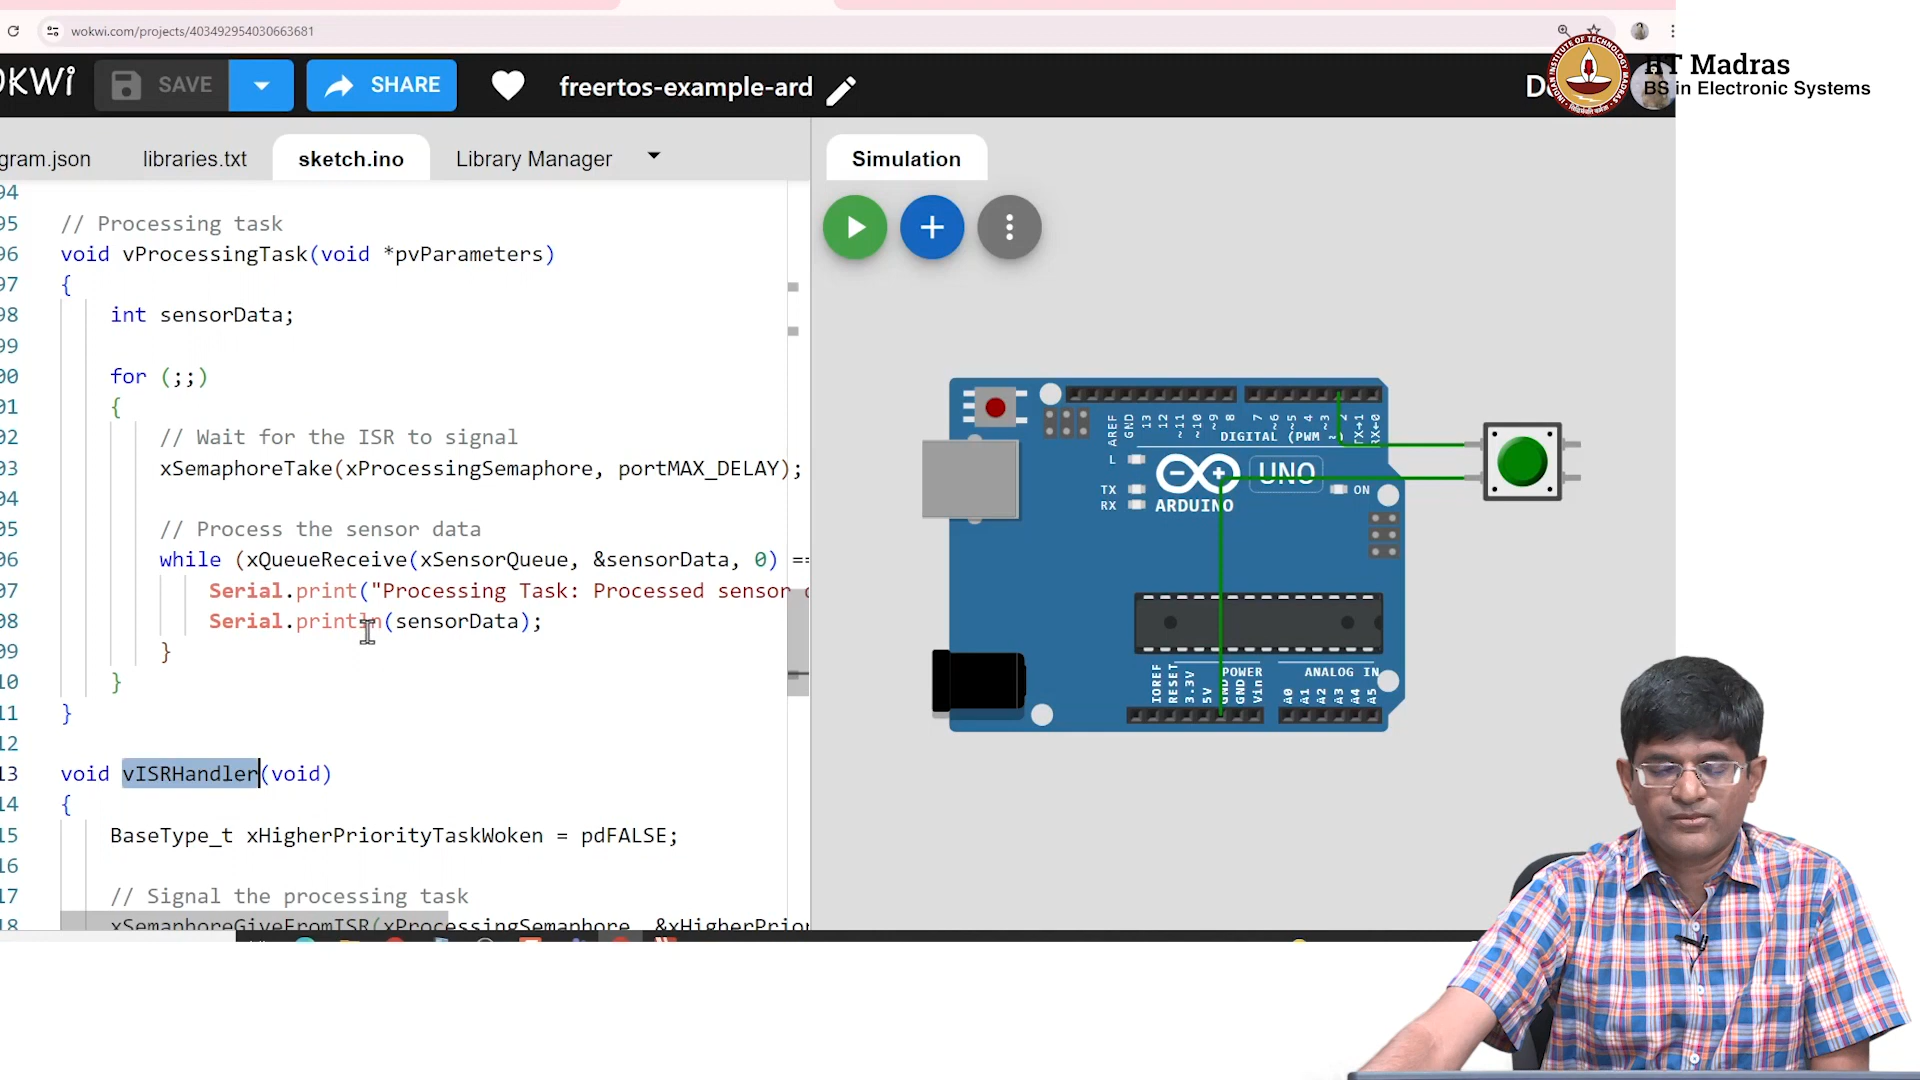 wokwi.com/projects/403492954030663681
OKWi
SAVE
SHARE
freertos-example-ard
IIT Madras
BS in Electronic Systems
gram.json
libraries.txt
sketch.ino
Library Manager
Simulation
94
95 // Processing task
96 void vProcessingTask(void *pvParameters)
97 {
98 int sensorData;
99
00 for (;;)
01 {
02 // Wait for the ISR to signal
03 xSemaphoreTake(xProcessingSemaphore, portMAX_DELAY);
04
05 // Process the sensor data
06 while (xQueueReceive(xSensorQueue, &sensorData, 0) ==
07 Serial.print("Processing Task: Processed sensor
08 Serial.println(sensorData);
09 }
10 }
11 }
12
13 void vISRHandler(void)
14 {
15 BaseType_t xHigherPriorityTaskWoken = pdFALSE;
16
17 // Signal the processing task
18 xSemaphoreGiveFromISR(xProcessingSemaphore, &xHigherPrior
AREF
GND
13
12
~11
~10
~9
8
7
~6
~5
4
~3
2
TX→1
RX←0
DIGITAL (PWM ~)
L
TX
RX
UNO
ARDUINO
ON
IOREF
RESET
3.3V
5V
GND
GND
Vin
POWER
ANALOG IN
A0
A1
A2
A3
A4
A5